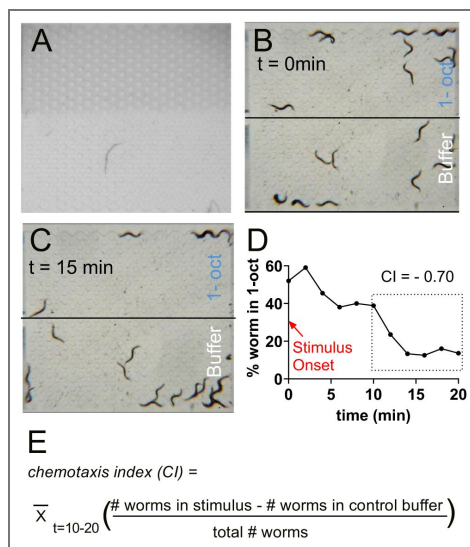 A
B
t = 0min
1- oct
Buffer
C
t = 15 min
1- oct
Buffer
D
CI = - 0.70
% worm in 1-oct
80
60
40
20
0
Stimulus
Onset
0 5 10 15 20
time (min)
E
chemotaxis index (CI) =
X̅ t=10-20 (# worms in stimulus - # worms in control buffer
total # worms)